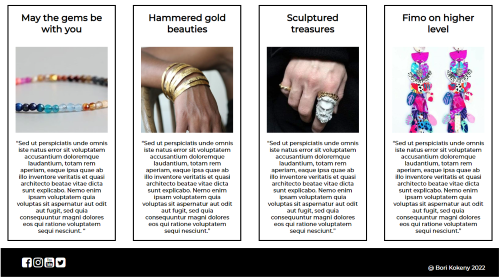 May the gems be
with you
"Sed ut perspiciatis unde omnis
iste natus error sit voluptatem
accusantium doloremque
laudantium, totam rem
aperiam, eaque ipsa quae ab
illo inventore veritatis et quasi
architecto beatae vitae dicta
sunt explicabo. Nemo enim
ipsam voluptatem quia
voluptas sit aspernatur aut odit
aut fugit, sed quia
consequuntur magni dolores
eos qui ratione voluptatem
sequi nesciunt."
Hammered gold
beauties
"Sed ut perspiciatis unde omnis
iste natus error sit voluptatem
accusantium doloremque
laudantium, totam rem
aperiam, eaque ipsa quae ab
illo inventore veritatis et quasi
architecto beatae vitae dicta
sunt explicabo. Nemo enim
ipsam voluptatem quia
voluptas sit aspernatur aut odit
aut fugit, sed quia
consequuntur magni dolores
eos qui ratione voluptatem
sequi nesciunt."
Sculptured
treasures
"Sed ut perspiciatis unde omnis
iste natus error sit voluptatem
accusantium doloremque
laudantium, totam rem
aperiam, eaque ipsa quae ab
illo inventore veritatis et quasi
architecto beatae vitae dicta
sunt explicabo. Nemo enim
ipsam voluptatem quia
voluptas sit aspernatur aut odit
aut fugit, sed quia
consequuntur magni dolores
eos qui ratione voluptatem
sequi nesciunt."
Fimo on higher
level
"Sed ut perspiciatis unde omnis
iste natus error sit voluptatem
accusantium doloremque
laudantium, totam rem
aperiam, eaque ipsa quae ab
illo inventore veritatis et quasi
architecto beatae vitae dicta
sunt explicabo. Nemo enim
ipsam voluptatem quia
voluptas sit aspernatur aut odit
aut fugit, sed quia
consequuntur magni dolores
eos qui ratione voluptatem
sequi nesciunt."
@ Bori Kokeny 2022